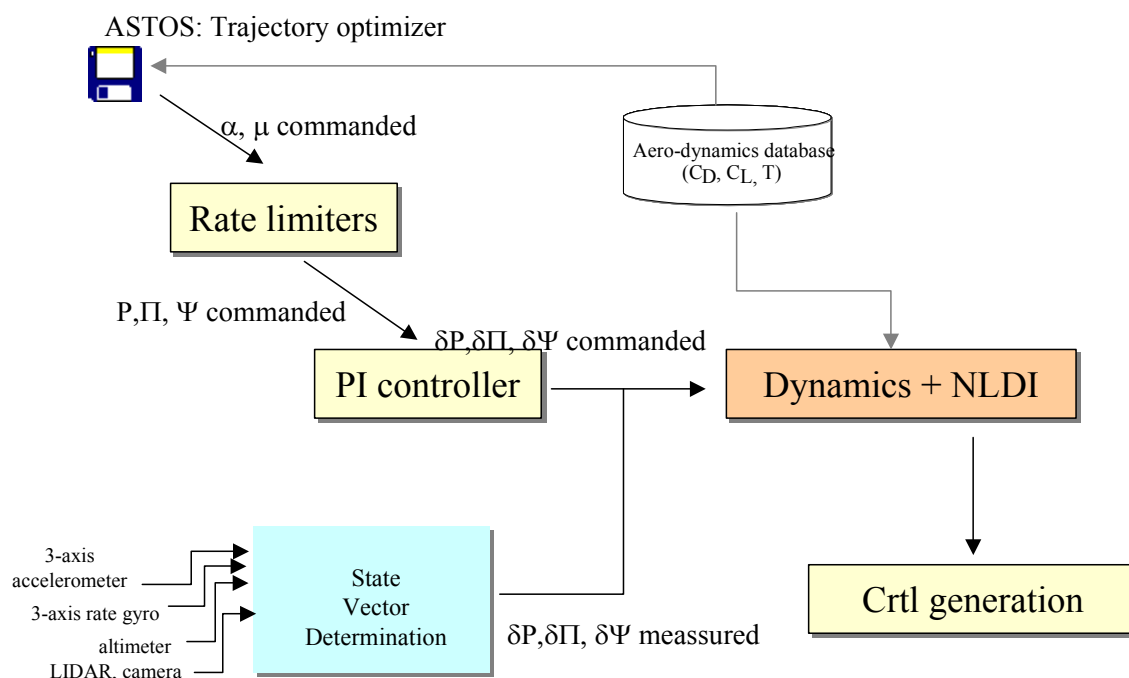 ASTOS: Trajectory optimizer
α, μ commanded
Aero-dynamics database
(CD, CL, T)
Rate limiters
P,Π, Ψ commanded
δP,δΠ, δΨ commanded
PI controller
Dynamics + NLDI
3-axis
accelerometer
3-axis rate gyro
altimeter
LIDAR, camera
State
Vector
Determination
δP,δΠ, δΨ meassured
Crtl generation